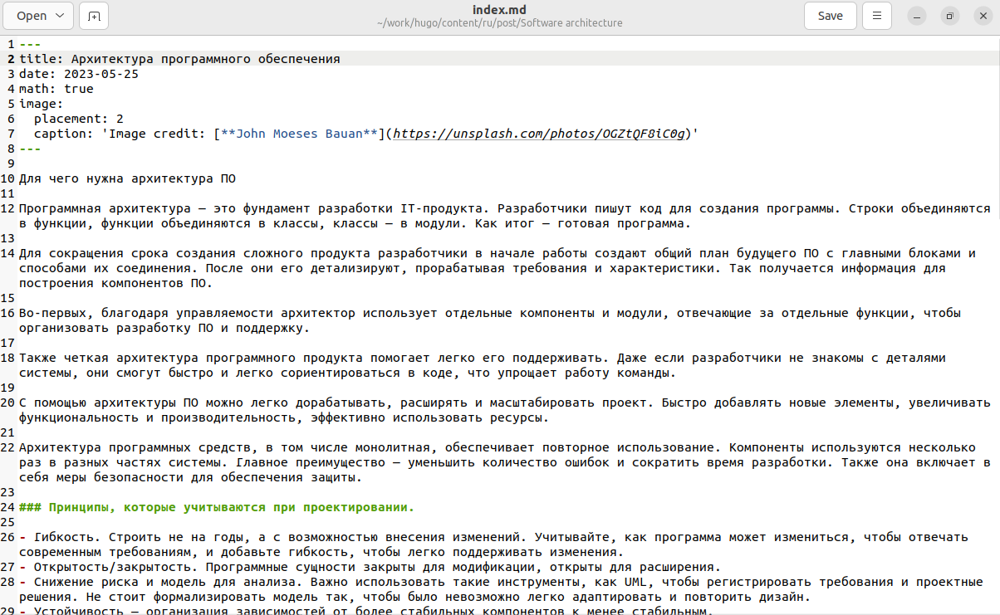 Open
index.md
~/work/hugo/content/ru/post/Software architecture
Save
1 ---
2 title: Архитектура программного обеспечения
3 date: 2023-05-25
4 math: true
5 image:
6   placement: 2
7   caption: 'Image credit: [**John Moeses Bauan**](https://unsplash.com/photos/OGZtQF8iC0g)'
8 ---
9
10 Для чего нужна архитектура ПО
11
12 Программная архитектура — это фундамент разработки IT-продукта. Разработчики пишут код для создания программы. Строки объединяются
в функции, функции объединяются в классы, классы — в модули. Как итог — готовая программа.
13
14 Для сокращения срока создания сложного продукта разработчики в начале работы создают общий план будущего ПО с главными блоками и
способами их соединения. После они его детализируют, прорабатывая требования и характеристики. Так получается информация для
построения компонентов ПО.
15
16 Во-первых, благодаря управляемости архитектор использует отдельные компоненты и модули, отвечающие за отдельные функции, чтобы
организовать разработку ПО и поддержку.
17
18 Также четкая архитектура программного продукта помогает легко его поддерживать. Даже если разработчики не знакомы с деталями
системы, они смогут быстро и легко сориентироваться в коде, что упрощает работу команды.
19
20 С помощью архитектуры ПО можно легко дорабатывать, расширять и масштабировать проект. Быстро добавлять новые элементы, увеличивать
функциональность и производительность, эффективно использовать ресурсы.
21
22 Архитектура программных средств, в том числе монолитная, обеспечивает повторное использование. Компоненты используются несколько
раз в разных частях системы. Главное преимущество — уменьшить количество ошибок и сократить время разработки. Также она включает в
себя меры безопасности для обеспечения защиты.
23
24 ### Принципы, которые учитываются при проектировании.
25
26 - Гибкость. Строить не на годы, а с возможностью внесения изменений. Учитывайте, как программа может измениться, чтобы отвечать
современным требованиям, и добавьте гибкость, чтобы легко поддерживать изменения.
27 - Открытость/закрытость. Программные сущности закрыты для модификации, открыты для расширения.
28 - Снижение риска и модель для анализа. Важно использовать такие инструменты, как UML, чтобы регистрировать требования и проектные
решения. Не стоит формализировать модель так, чтобы было невозможно легко адаптировать и повторить дизайн.
29 - Устойчивость — организация зависимостей от более стабильных компонентов к менее стабильным.